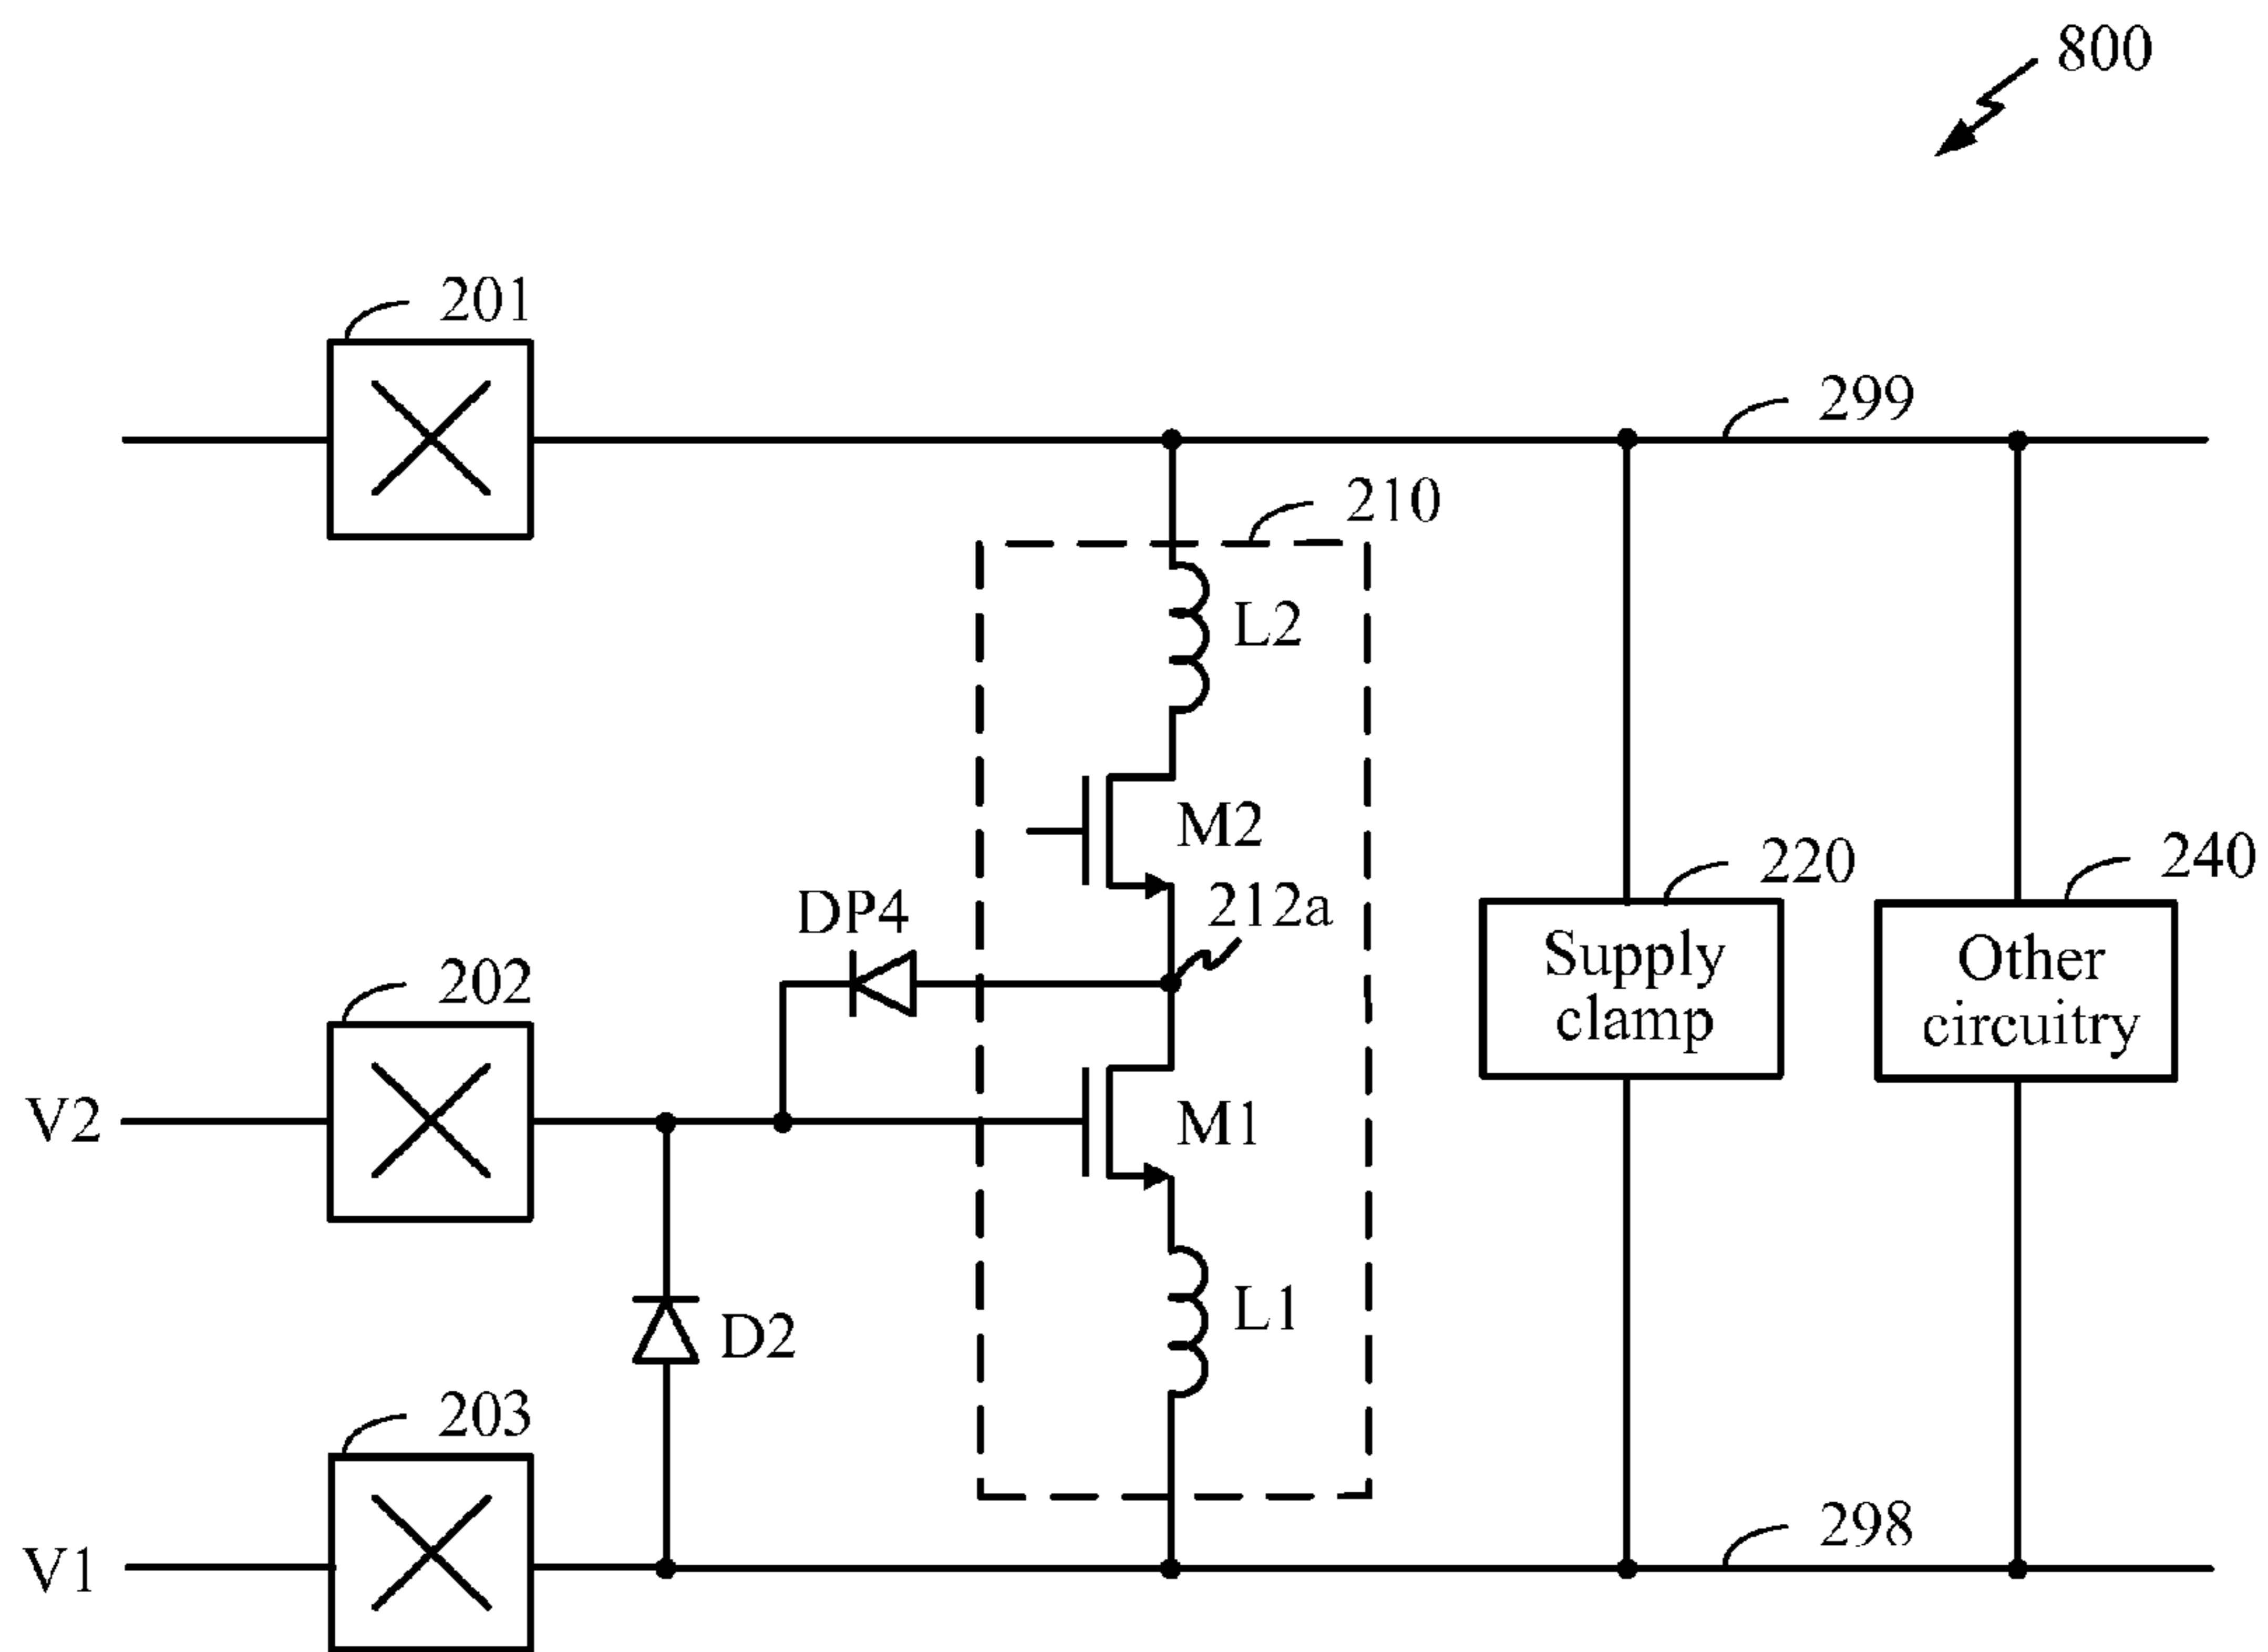 800
201
299
210
L2
M2
220
240
DP4
212a
Supply
clamp
Other
circuitry
202
V2
M1
L1
D2
203
298
V1